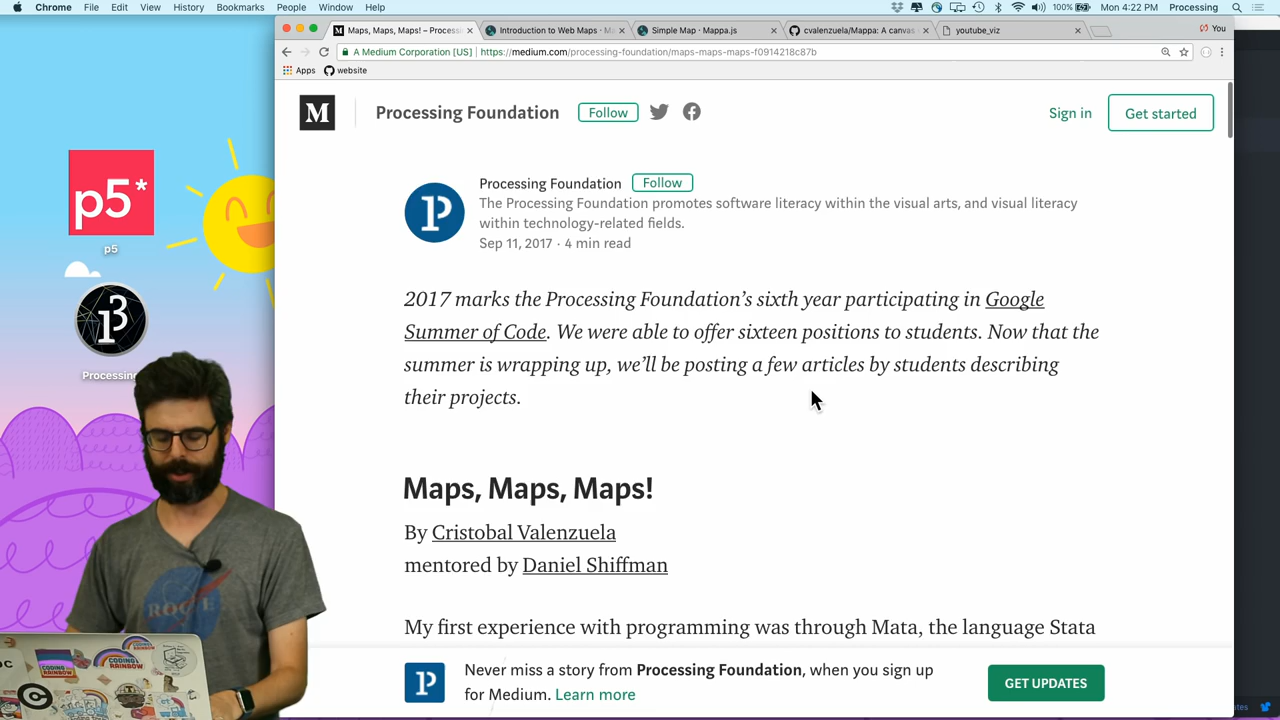 Chrome File Edit View History Bookmarks People Window Help 100% Mon 4:22 PM Processing
Maps, Maps, Maps! – Process Introduction to Web Maps · Ma Simple Map · Mappa.js cvalenzuela/Mappa: A canvas youtube_viz You
A Medium Corporation [US] https://medium.com/processing-foundation/maps-maps-maps-f0914218c87b
Apps website
M Processing Foundation Follow Sign in Get started
Processing Foundation Follow
The Processing Foundation promotes software literacy within the visual arts, and visual literacy
within technology-related fields.
Sep 11, 2017 · 4 min read
p5*
p5
Processing
2017 marks the Processing Foundation’s sixth year participating in Google
Summer of Code. We were able to offer sixteen positions to students. Now that the
summer is wrapping up, we’ll be posting a few articles by students describing
their projects.
Maps, Maps, Maps!
By Cristobal Valenzuela
mentored by Daniel Shiffman
My first experience with programming was through Mata, the language Stata
Never miss a story from Processing Foundation, when you sign up
for Medium. Learn more
GET UPDATES
CODING
RAINBOW